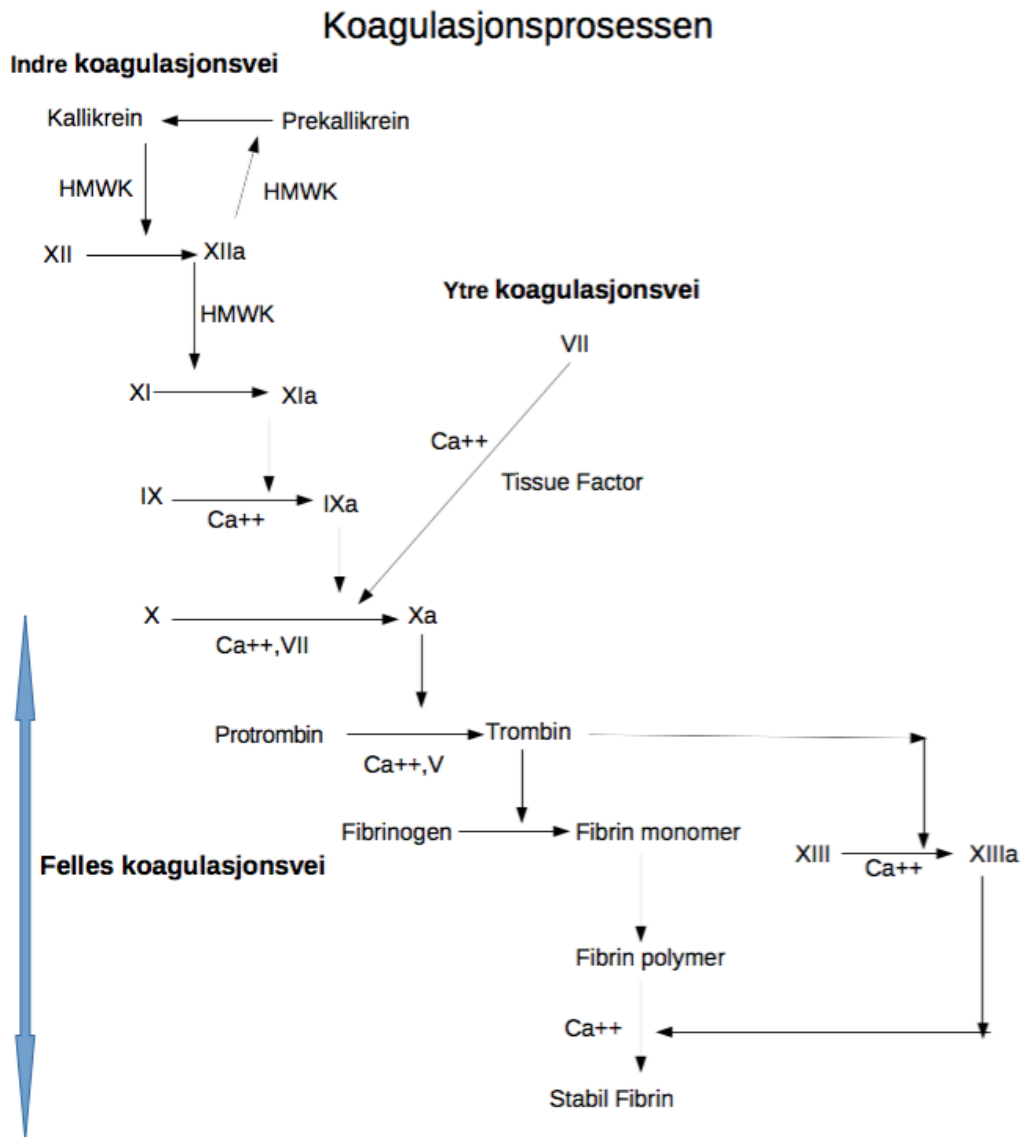 Koagulasjonsprosessen
Indre koagulasjonsvei
Kallikrein
Prekallikrein
HMWK
HMWK
XII
XIIa
HMWK
Ytre koagulasjonsvei
VII
XI
XIa
Ca++
Tissue Factor
IX
IXa
Ca++
X
Xa
Ca++,VII
Protrombin
Trombin
Ca++,V
Fibrinogen
Fibrin monomer
XIII
XIIIa
Ca++
Felles koagulasjonsvei
Fibrin polymer
Ca++
Stabil Fibrin